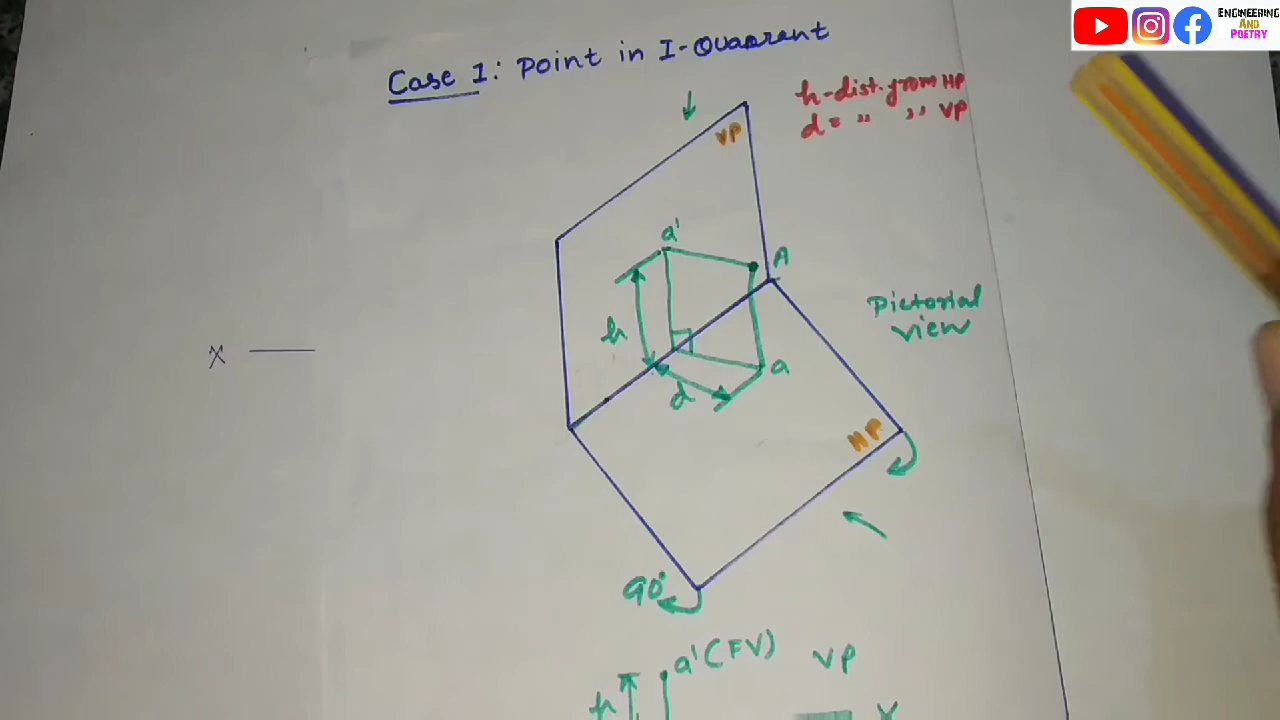 ENGINEERING
AND
POETRY
Case 1: Point in I-Quadrant
h-dist. from HP
d= " " VP
VP
a'
A
h
Pictorial
view
X
a
d
HP
90°
a'(FV)
VP
h
Y